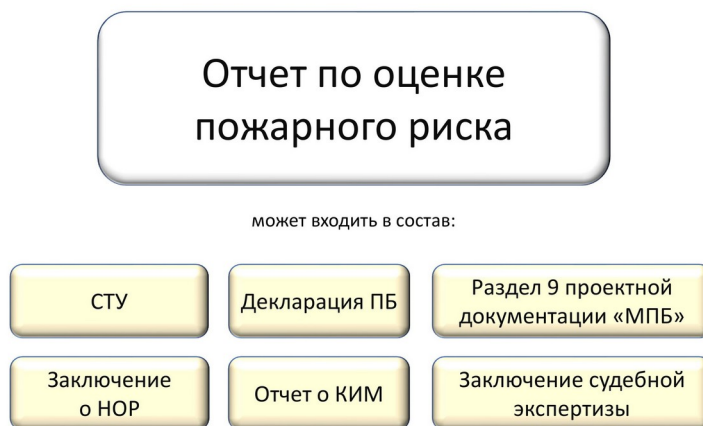 Отчет по оценке
пожарного риска
может входить в состав:
СТУ
Декларация ПБ
Раздел 9 проектной
документации «МПБ»
Заключение
о НОР
Отчет о КИМ
Заключение судебной
экспертизы